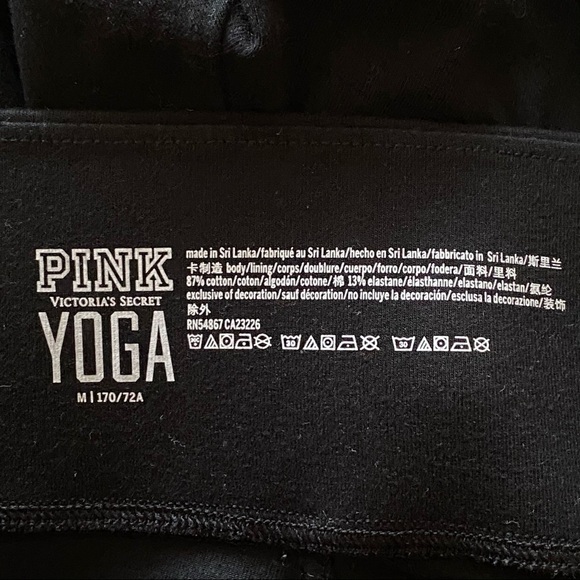 PINK
VICTORIA'S SECRET
YOGA
M | 170/72A
made in Sri Lanka/fabriqué au Sri Lanka/hecho en Sri Lanka/fabbricato in Sri Lanka/斯里兰
卡制造 body/lining/corps/doublure/cuerpo/forro/corpo/fodera/面料/里料
87% cotton/coton/algodón/cotone/棉 13% elastane/élasthanne/elastano/elastan/氨纶
exclusive of decoration/sauf décoration/no incluye la decoración/esclusa la decorazione/装饰
除外
RN54867 CA23226
30 30